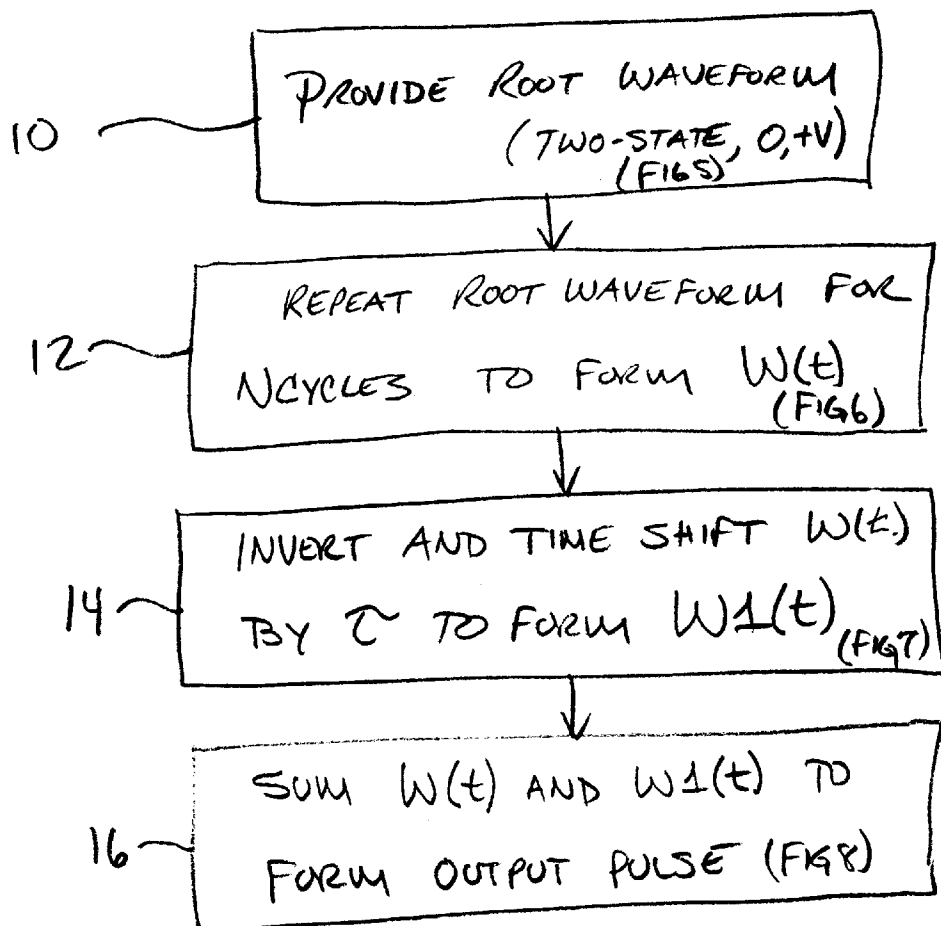 10
PROVIDE ROOT WAVEFORM
(TWO-STATE, 0,+V)
(FIG5)
12
REPEAT ROOT WAVEFORM FOR
NCYCLES TO FORM W(t)
(FIG6)
14
INVERT AND TIME SHIFT W(t.)
BY τ TO FORM W1(t) (FIG7)
16
SUM W(t) AND W1(t) TO
FORM OUTPUT PULSE (FIG8)